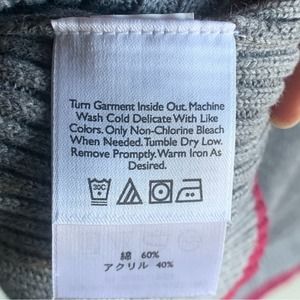 Turn Garment Inside Out. Machine
Wash Cold Delicate With Like
Colors. Only Non-Chlorine Bleach
When Needed. Tumble Dry Low.
Remove Promptly. Warm Iron As
Desired.
30C
綿 60%
アクリル 40%